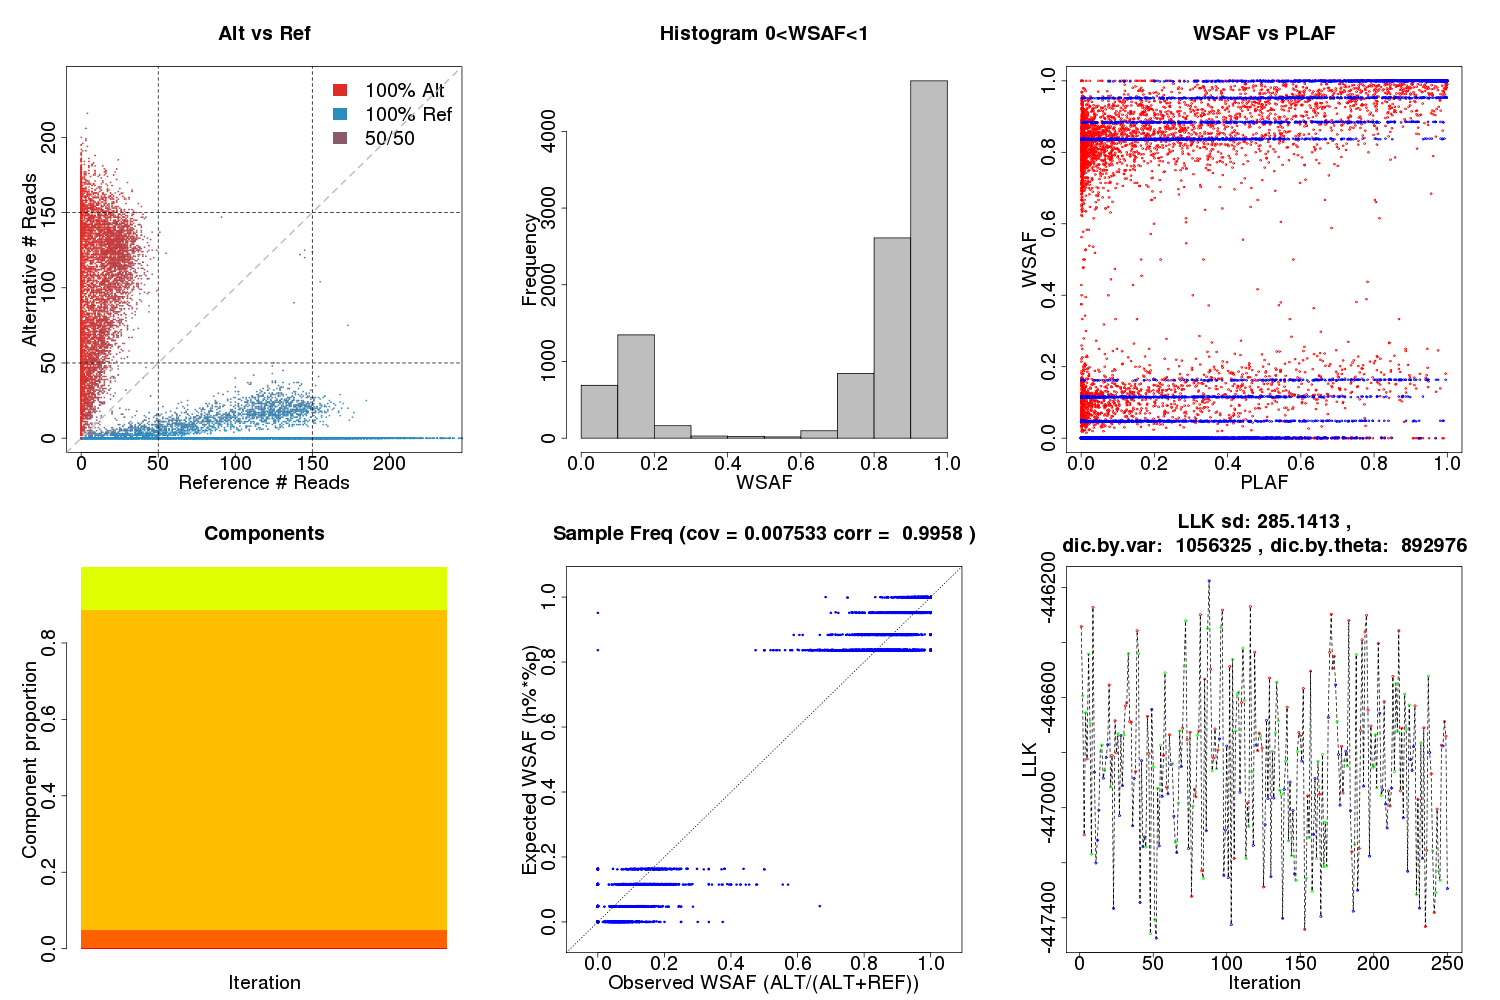 Alt vs Ref
100% Alt
100% Ref
50/50
Alternative # Reads
0 50 100 150 200
0 50 100 150 200
Reference # Reads
Histogram 0<WSAF<1
Frequency
0 1000 2000 3000 4000
0.0 0.2 0.4 0.6 0.8 1.0
WSAF
WSAF vs PLAF
WSAF
0.0 0.2 0.4 0.6 0.8 1.0
0.0 0.2 0.4 0.6 0.8 1.0
PLAF
Components
Component proportion
0.0 0.2 0.4 0.6 0.8
Iteration
Sample Freq (cov = 0.007533 corr = 0.9958 )
Expected WSAF (h%*%p)
0.0 0.2 0.4 0.6 0.8 1.0
0.0 0.2 0.4 0.6 0.8 1.0
Observed WSAF (ALT/(ALT+REF))
LLK sd: 285.1413 ,
dic.by.var: 1056325 , dic.by.theta: 892976
LLK
-447400 -447000 -446600 -446200
0 50 100 150 200 250
Iteration